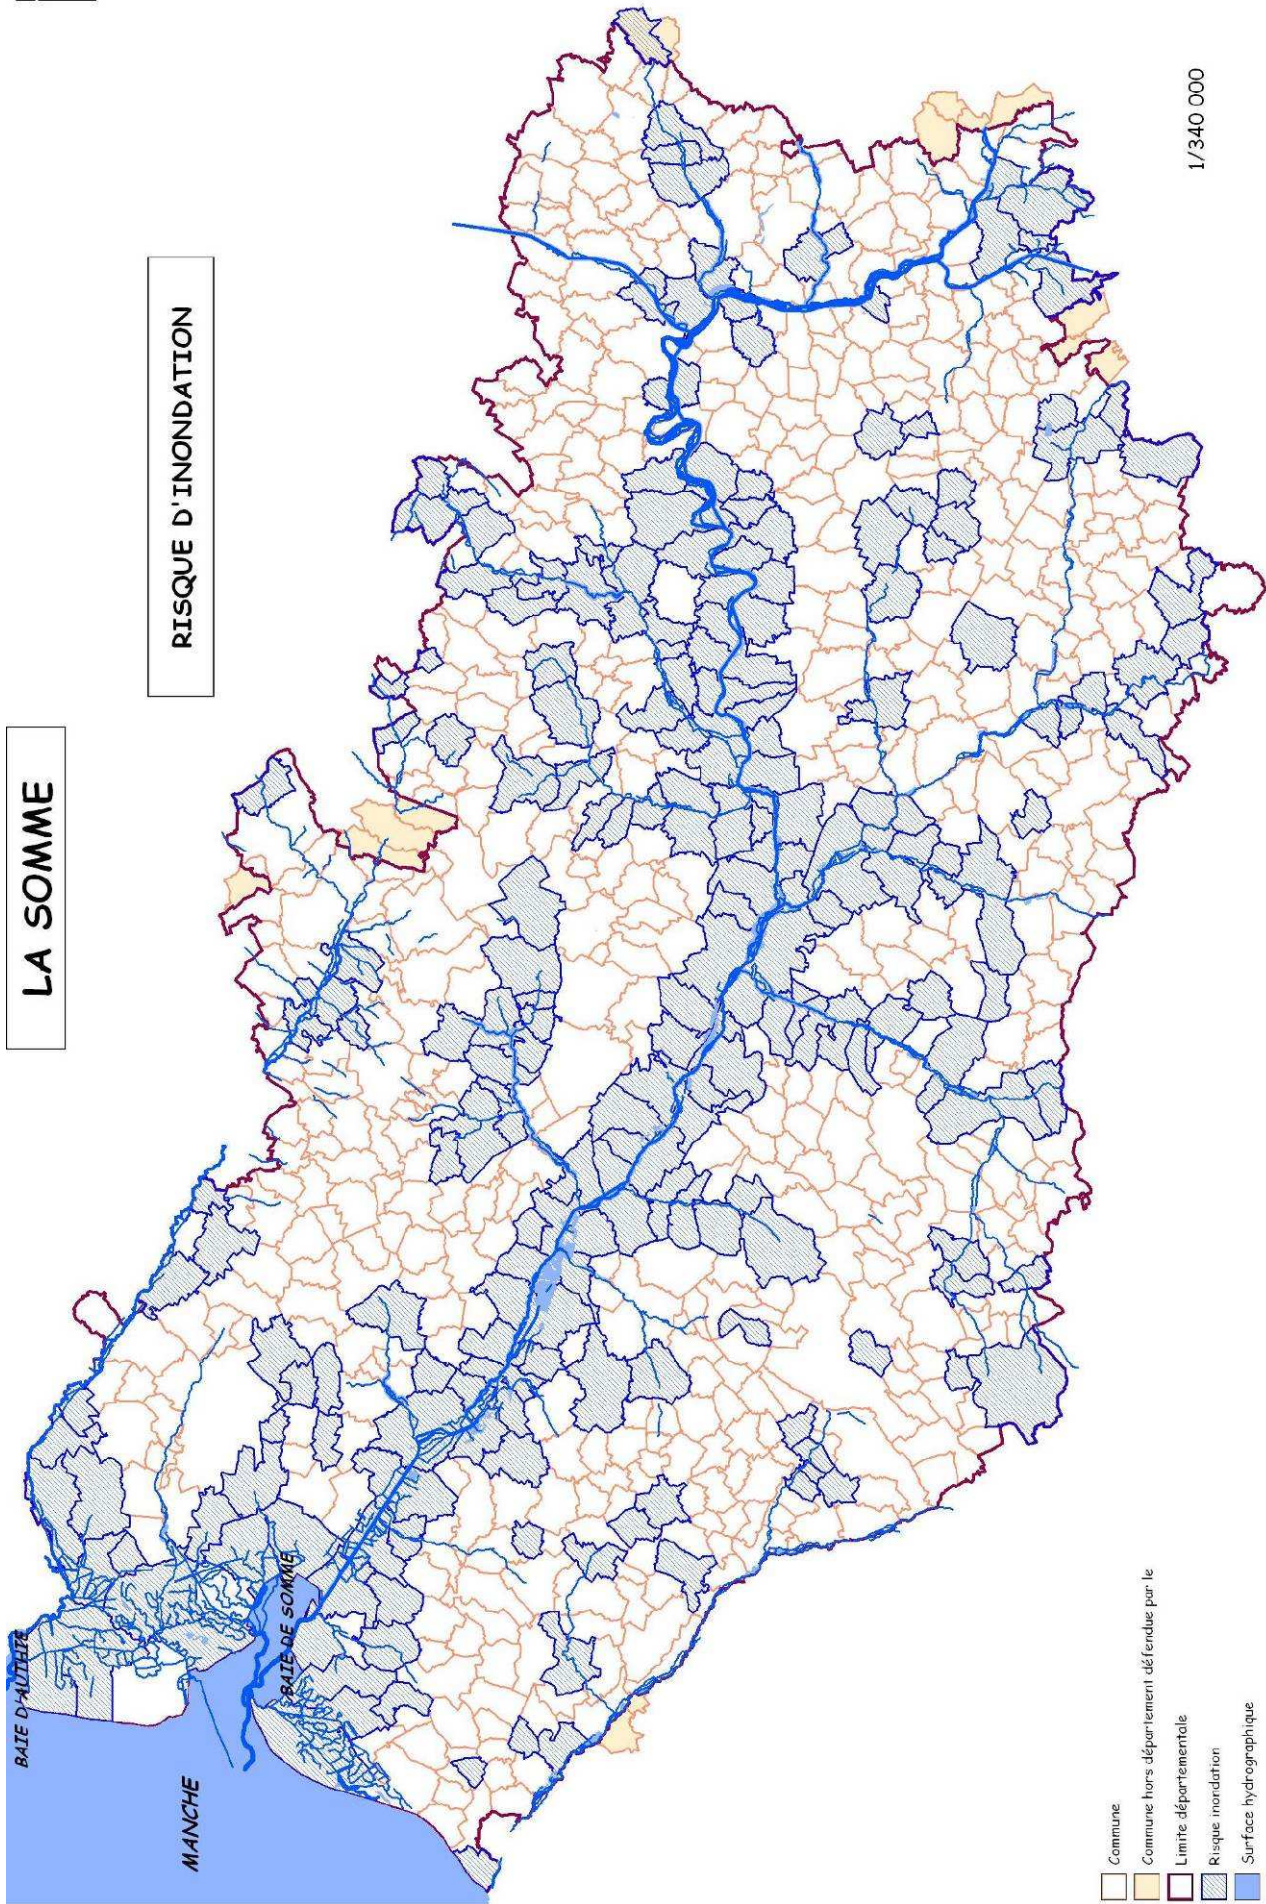 LA SOMME
RISQUE D'INONDATION
BAIE D'AUTHIE
MANCHE
BAIE DE SOMME
1/340 000
Commune
Commune hors département défendue par le
Limite départementale
Risque inondation
Surface hydrographique